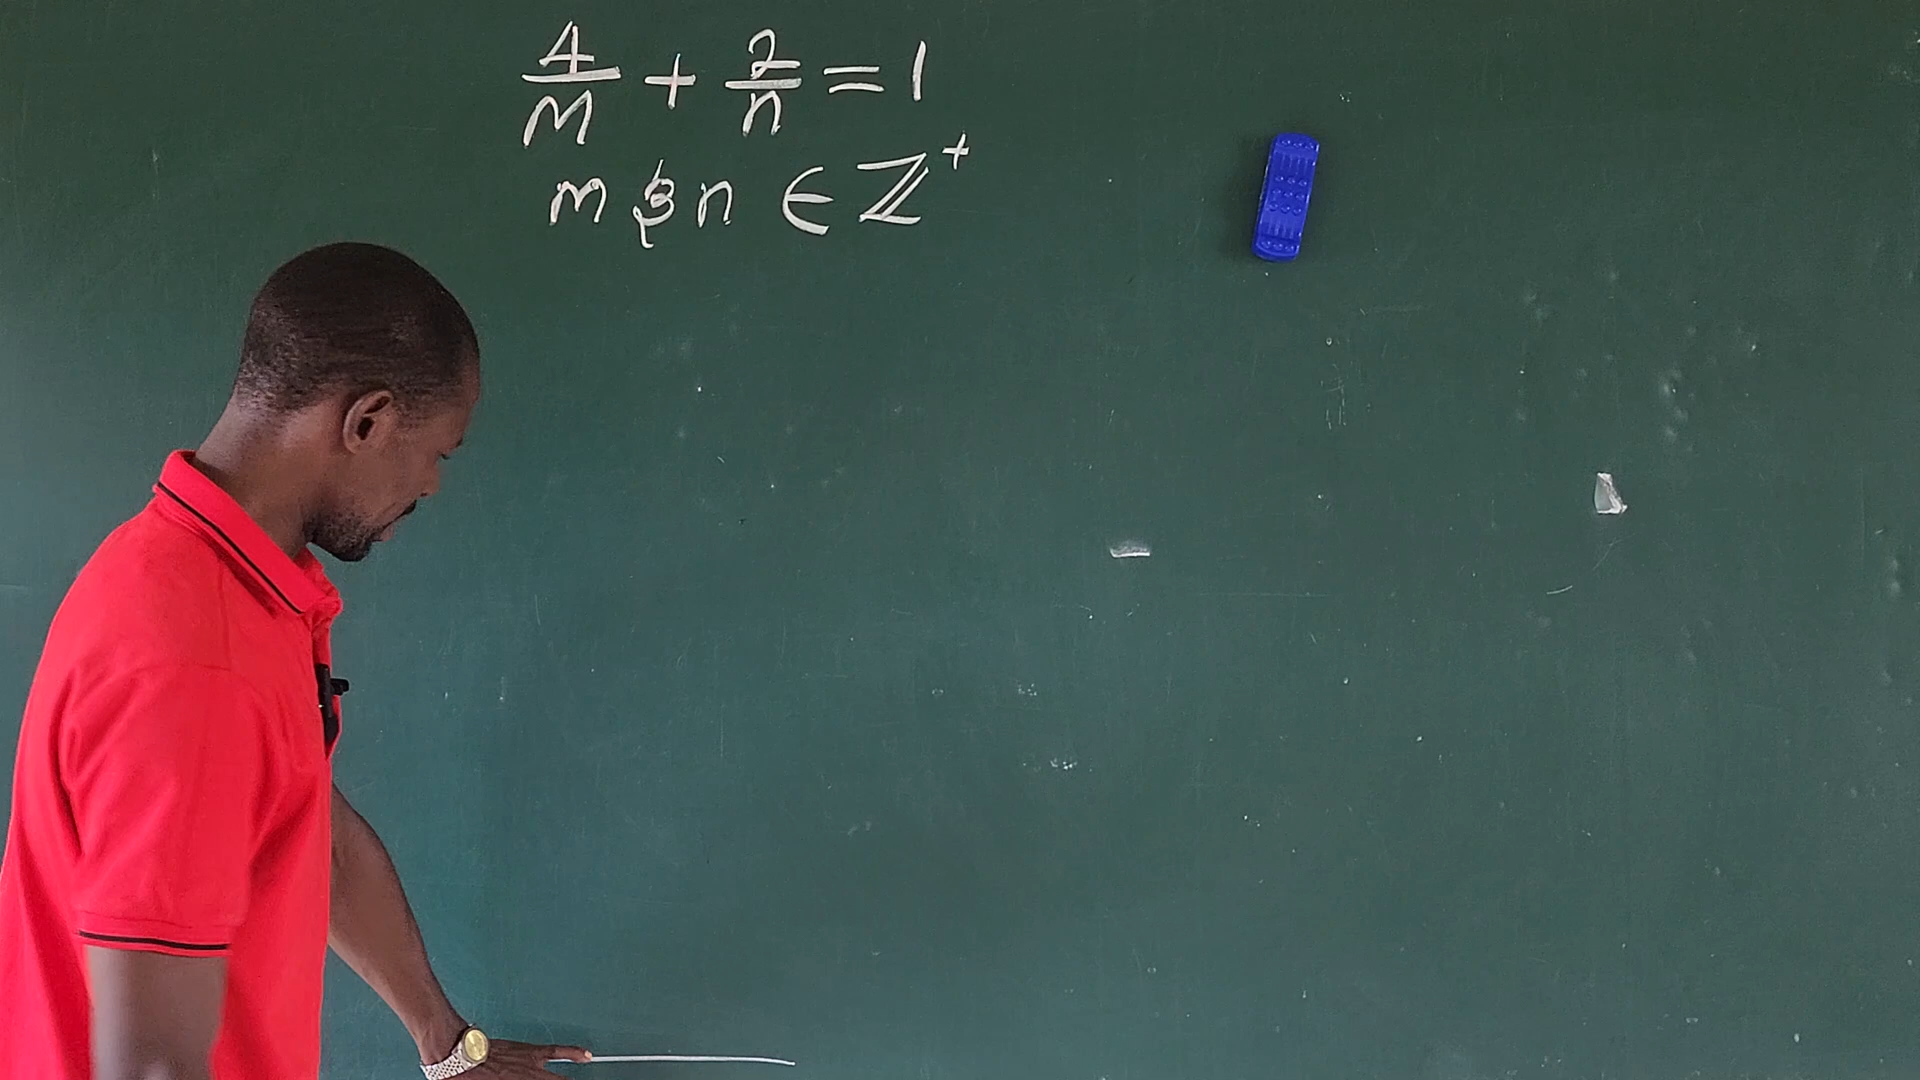 4/m + 2/n = 1
m & n ∈ ℤ⁺